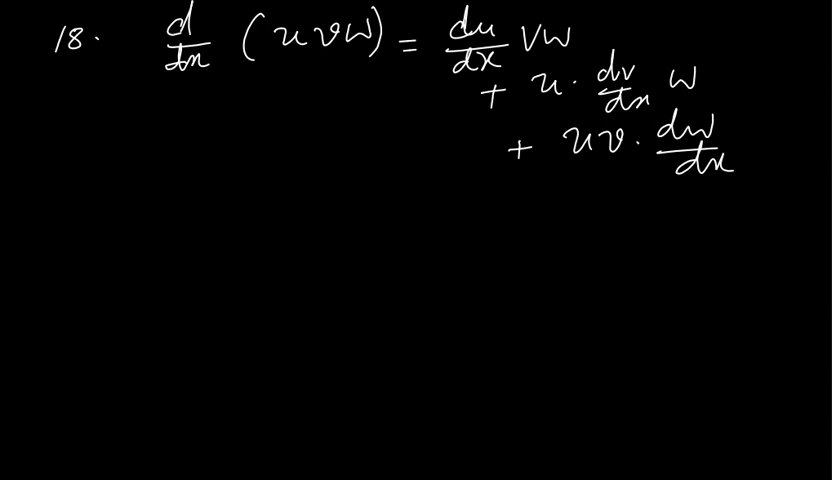 18. d/dx (uvw) = du/dx vw
+ u. dv/dx w
+ uv. dw/dx